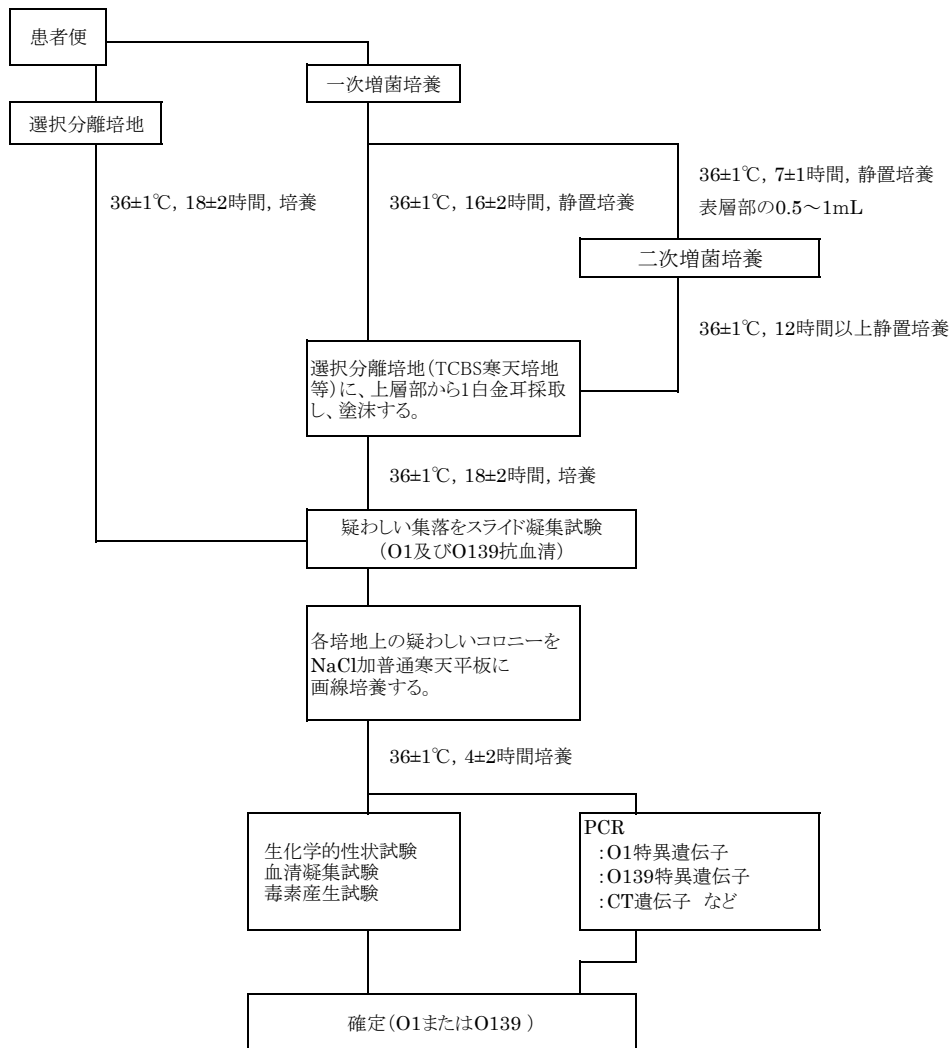 患者便
一次増菌培養
選択分離培地
36±1℃, 7±1時間, 静置培養
表層部の0.5～1mL
36±1℃, 18±2時間, 培養
36±1℃, 16±2時間, 静置培養
二次増菌培養
36±1℃, 12時間以上静置培養
選択分離培地(TCBS寒天培地
等)に、上層部から1白金耳採取
し、塗沫する。
36±1℃, 18±2時間, 培養
疑わしい集落をスライド凝集試験
(O1及びO139抗血清)
各培地上の疑わしいコロニーを
NaCl加普通寒天平板に
画線培養する。
36±1℃, 4±2時間培養
生化学的性状試験
血清凝集試験
毒素産生試験
PCR
:O1特異遺伝子
:O139特異遺伝子
:CT遺伝子 など
確定(O1またはO139 )